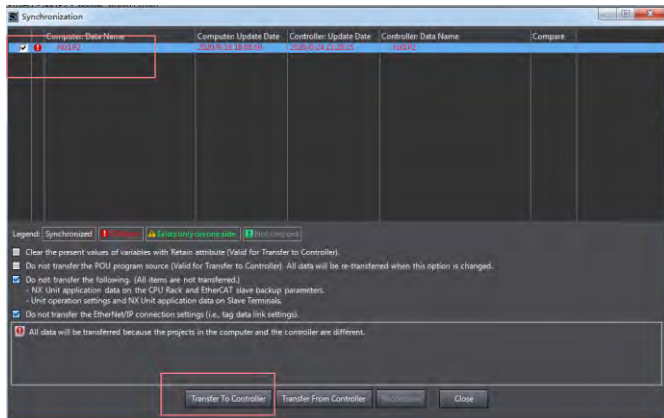 Synchronization
Computer: Data Name Computer: Update Date Controller: Update Date Controller: Data Name Compare
NX1P2 NX1P2
Legend: Synchronized Exists only on one side
Clear the present values of variables with Retain attribute (Valid for Transfer to Controller).
Do not transfer the POU program source (Valid for Transfer to Controller). All data will be re-transferred when this option is changed.
Do not transfer the following. (All items are not transferred.)
- NX Unit application data on the CPU Rack and EtherCAT slave backup parameters.
- Unit operation settings and NX Unit application data on Slave Terminals.
Do not transfer the EtherNet/IP connection settings (i.e., tag data link settings).
All data will be transferred because the projects in the computer and the controller are different.
Transfer To Controller Transfer From Controller Close